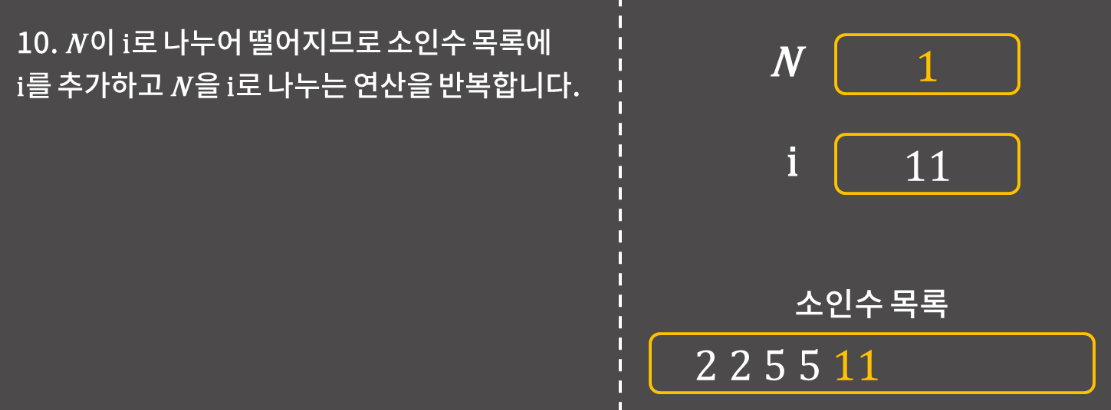 10. N이 i로 나누어 떨어지므로 소인수 목록에
i를 추가하고 N을 i로 나누는 연산을 반복합니다.
N 1
i 11
소인수 목록
2 2 5 5 11